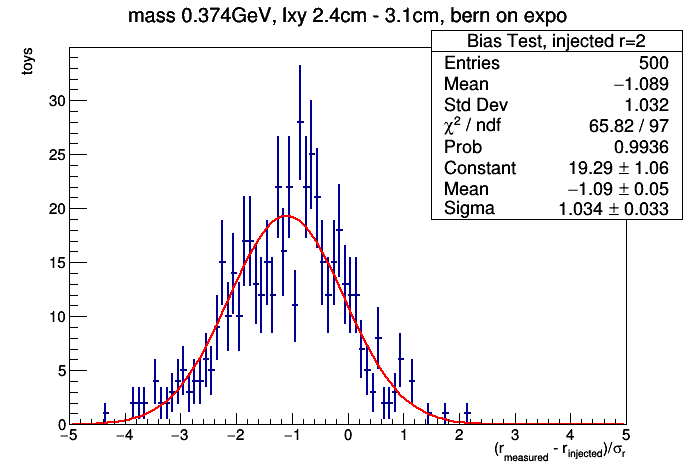 mass 0.374GeV, lxy 2.4cm - 3.1cm, bern on expo
toys
Bias Test, injected r=2
Entries 500
Mean −1.089
Std Dev 1.032
χ² / ndf 65.82 / 97
Prob 0.9936
Constant 19.29 ± 1.06
Mean −1.09 ± 0.05
Sigma 1.034 ± 0.033
30
25
20
15
10
5
0
−5 −4 −3 −2 −1 0 1 2 3 4 5
(r_measured - r_injected)/σ_r